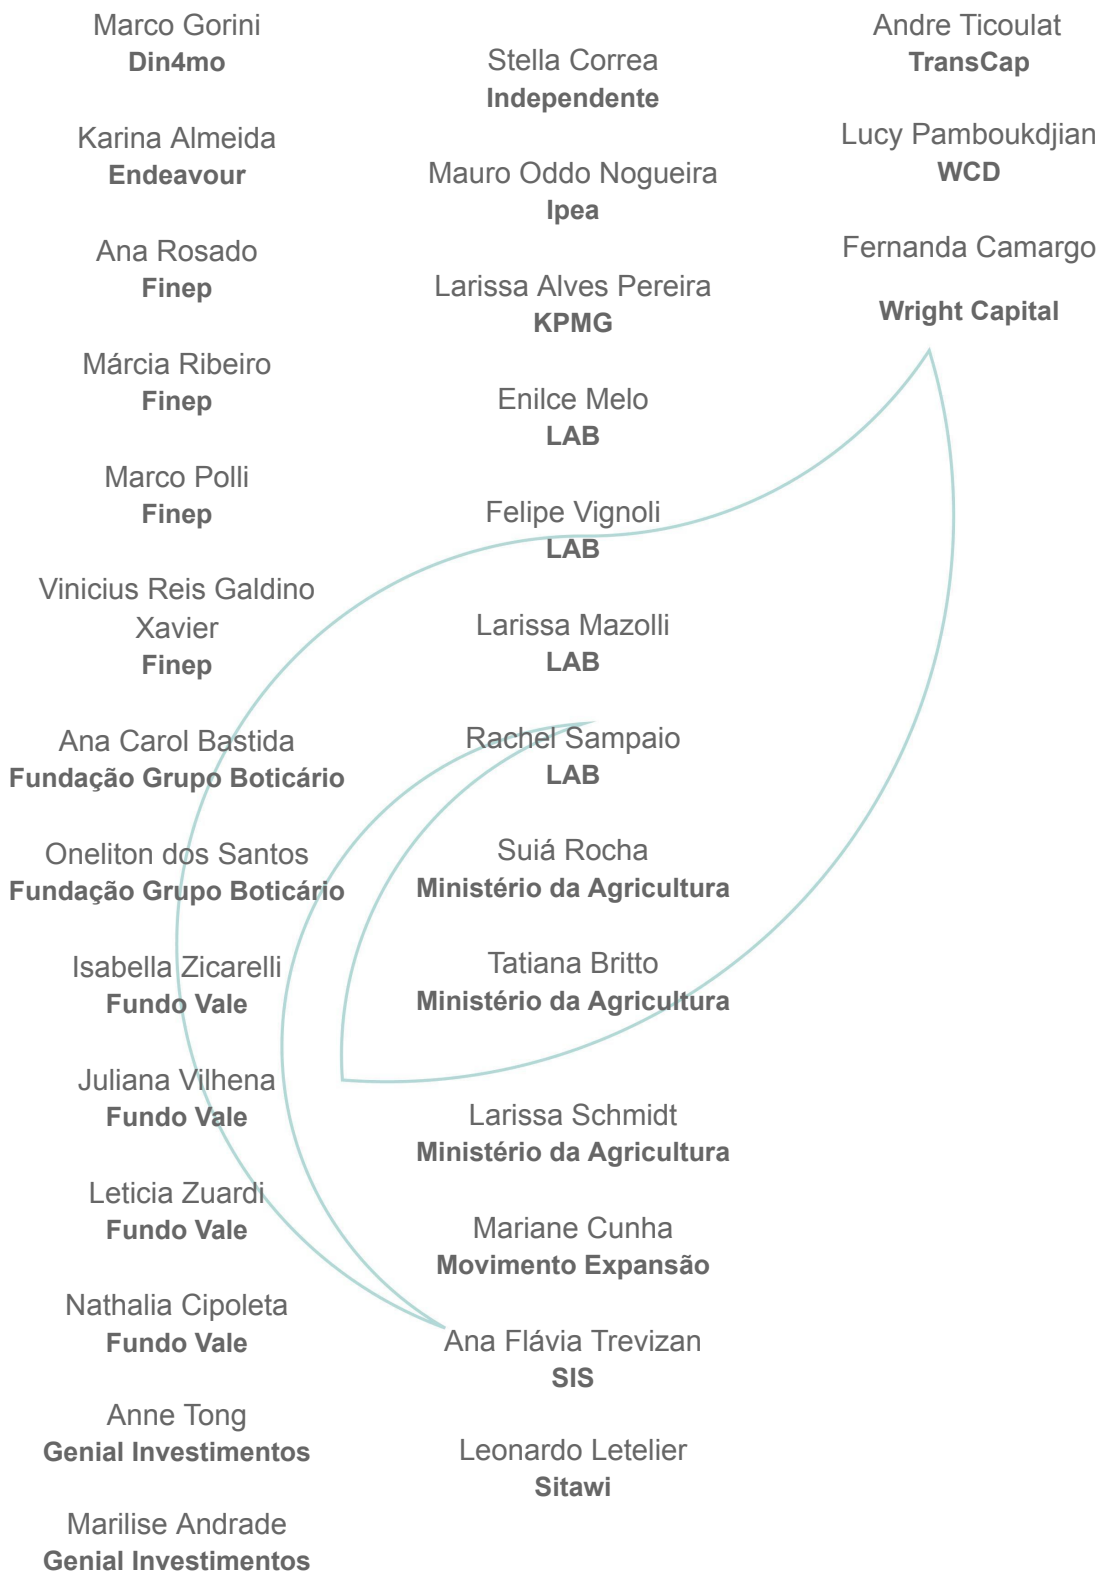 Marco Gorini
Din4mo
Karina Almeida
Endeavour
Ana Rosado
Finep
Márcia Ribeiro
Finep
Marco Polli
Finep
Vinicius Reis Galdino
Xavier
Finep
Ana Carol Bastida
Fundação Grupo Boticário
Oneliton dos Santos
Fundação Grupo Boticário
Isabella Zicarelli
Fundo Vale
Juliana Vilhena
Fundo Vale
Leticia Zuardi
Fundo Vale
Nathalia Cipoleta
Fundo Vale
Anne Tong
Genial Investimentos
Marilise Andrade
Genial Investimentos
Stella Correa
Independente
Mauro Oddo Nogueira
Ipea
Larissa Alves Pereira
KPMG
Enilce Melo
LAB
Felipe Vignoli
LAB
Larissa Mazolli
LAB
Rachel Sampaio
LAB
Suiá Rocha
Ministério da Agricultura
Tatiana Britto
Ministério da Agricultura
Larissa Schmidt
Ministério da Agricultura
Mariane Cunha
Movimento Expansão
Ana Flávia Trevizan
SIS
Leonardo Letelier
Sitawi
Andre Ticoulat
TransCap
Lucy Pamboukdjian
WCD
Fernanda Camargo
Wright Capital